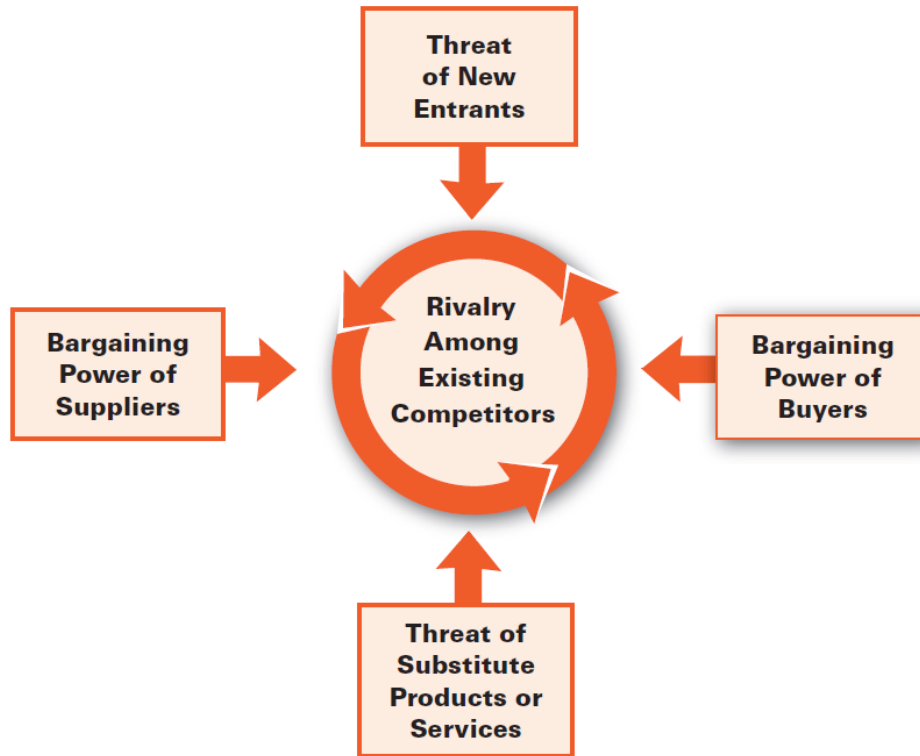 Threat
of New
Entrants
Bargaining
Power of
Suppliers
Rivalry
Among
Existing
Competitors
Bargaining
Power of
Buyers
Threat of
Substitute
Products or
Services